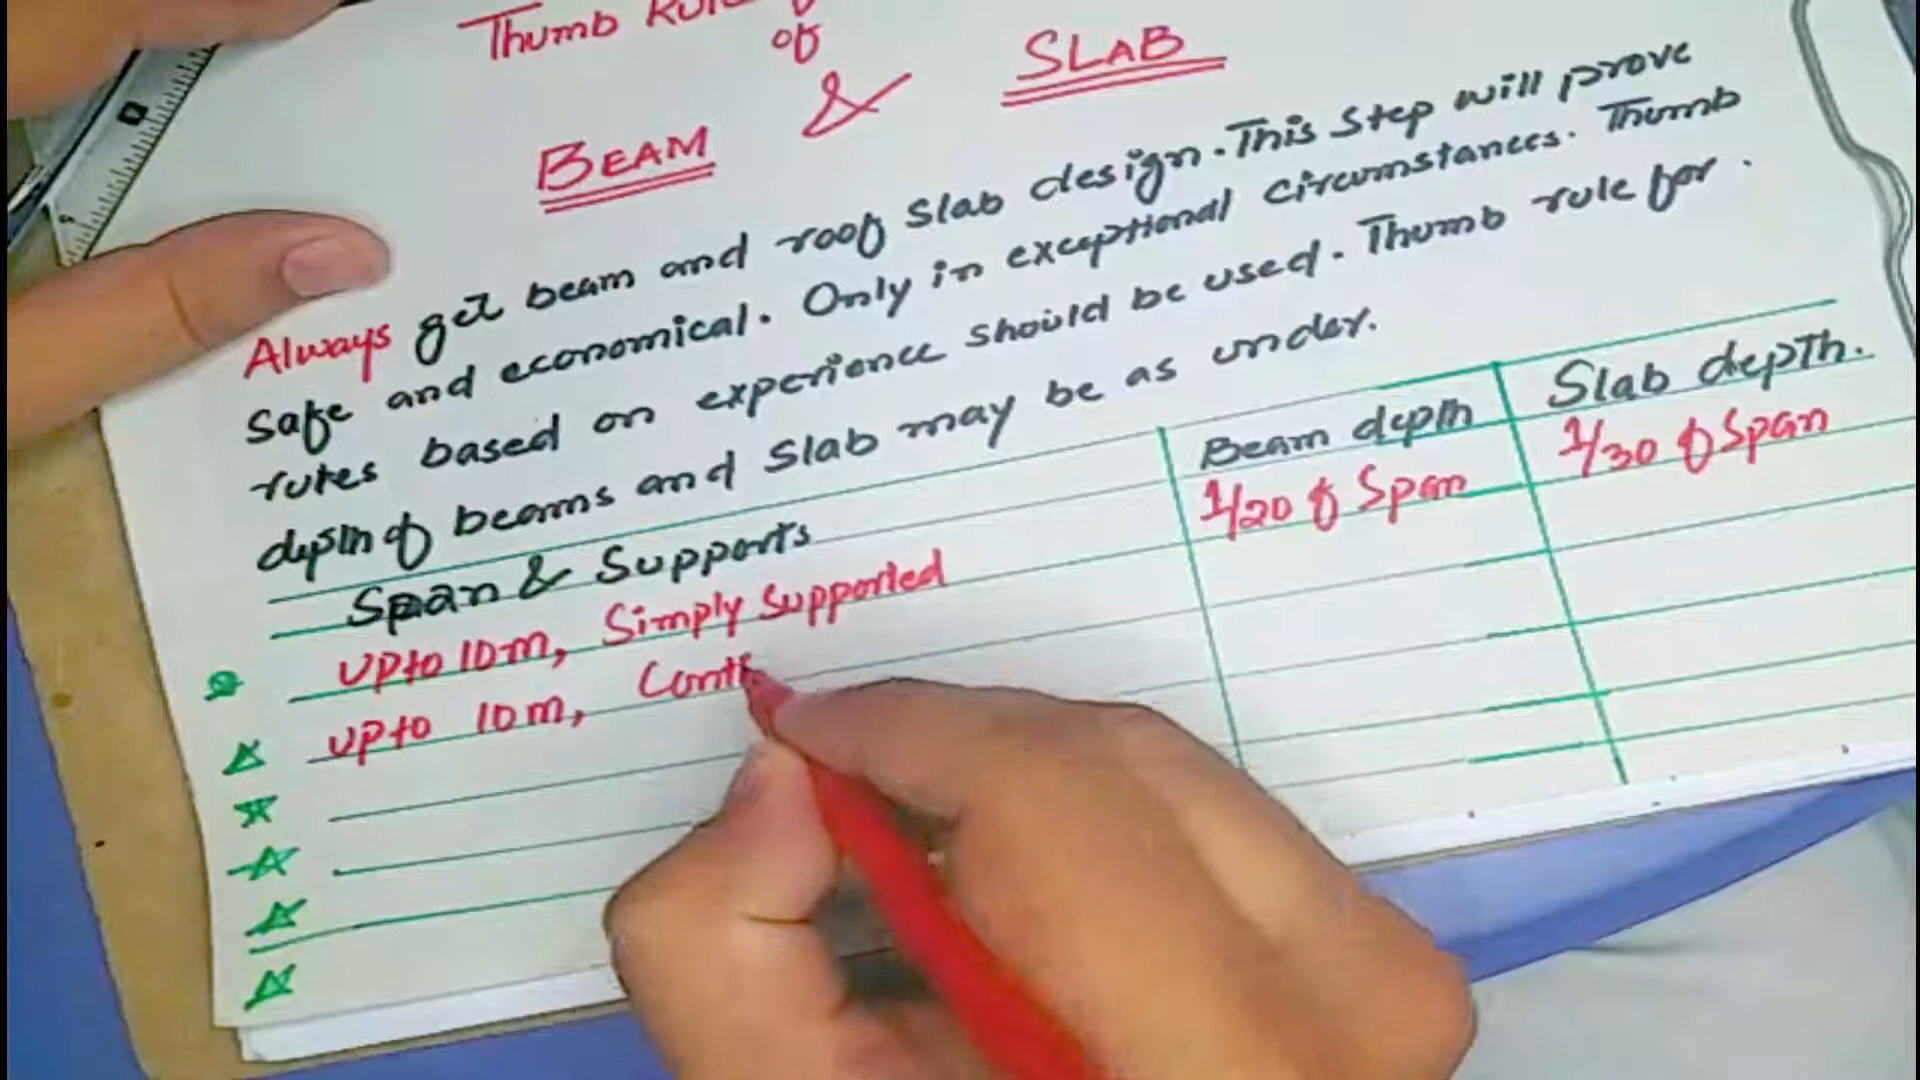 Thumb Rule
of
BEAM & SLAB
Always get beam and roof Slab design. This Step will prove
Safe and economical. Only in exceptional Circumstances. Thumb
rules based on experience should be used. Thumb rule for.
depth of beams and Slab may be as under.
Span & Supports Beam depth Slab depth.
Upto 10m, Simply Supported 1/20 of Span 1/30 of Span
upto 10m, Conti